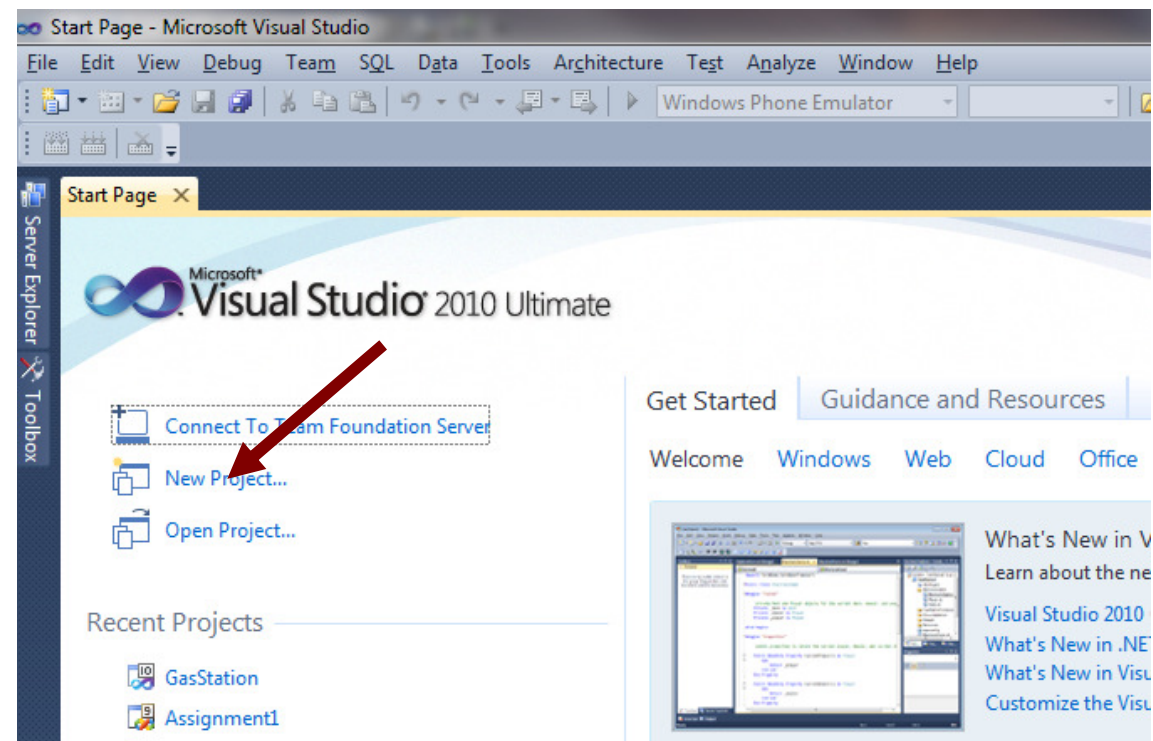 Start Page - Microsoft Visual Studio
File Edit View Debug Team SQL Data Tools Architecture Test Analyze Window Help
Windows Phone Emulator
Start Page
Server Explorer
Toolbox
Microsoft
Visual Studio 2010 Ultimate
Connect To Team Foundation Server
New Project...
Open Project...
Recent Projects
GasStation
Assignment1
Get Started Guidance and Resources
Welcome Windows Web Cloud Office
What's New in V
Learn about the ne
Visual Studio 2010
What's New in .NE
What's New in Visu
Customize the Visu